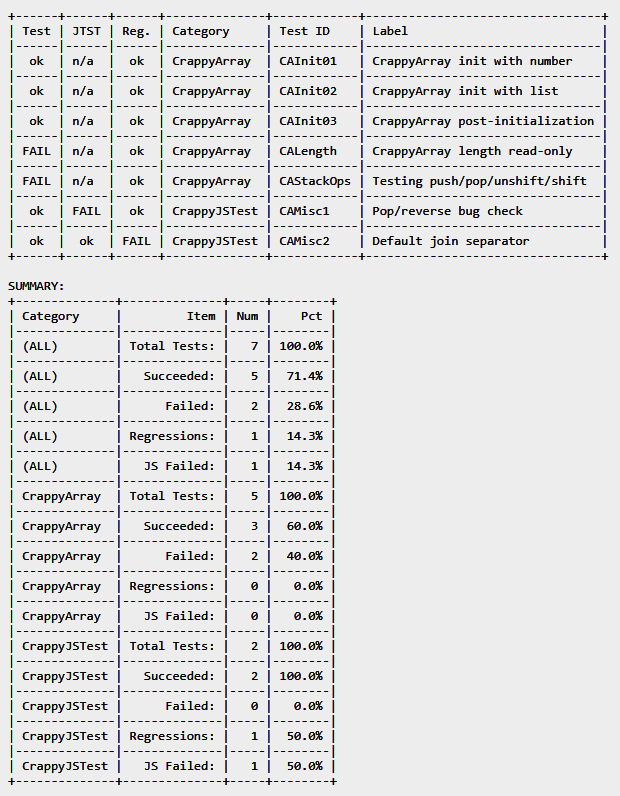 +------+------+------+-------------+------------+---------------------------------+
| Test | JTST | Reg. | Category    | Test ID    | Label                           |
|------|------|------|-------------|------------|---------------------------------|
|  ok  | n/a  |  ok  | CrappyArray | CAInit01   | CrappyArray init with number    |
|------|------|------|-------------|------------|---------------------------------|
|  ok  | n/a  |  ok  | CrappyArray | CAInit02   | CrappyArray init with list      |
|------|------|------|-------------|------------|---------------------------------|
|  ok  | n/a  |  ok  | CrappyArray | CAInit03   | CrappyArray post-initialization |
|------|------|------|-------------|------------|---------------------------------|
| FAIL | n/a  |  ok  | CrappyArray | CALength   | CrappyArray length read-only    |
|------|------|------|-------------|------------|---------------------------------|
| FAIL | n/a  |  ok  | CrappyArray | CAStackOps | Testing push/pop/unshift/shift  |
|------|------|------|-------------|------------|---------------------------------|
|  ok  | FAIL |  ok  | CrappyJSTest | CAMisc1    | Pop/reverse bug check           |
|------|------|------|-------------|------------|---------------------------------|
|  ok  |  ok  | FAIL | CrappyJSTest | CAMisc2    | Default join separator          |
+------+------+------+-------------+------------+---------------------------------+
SUMMARY:
+--------------+--------------+-----+--------+
| Category     |         Item | Num |    Pct |
|--------------|--------------|-----|--------|
| (ALL)        | Total Tests: |   7 | 100.0% |
|--------------|--------------|-----|--------|
| (ALL)        |   Succeeded: |   5 |  71.4% |
|--------------|--------------|-----|--------|
| (ALL)        |      Failed: |   2 |  28.6% |
|--------------|--------------|-----|--------|
| (ALL)        | Regressions: |   1 |  14.3% |
|--------------|--------------|-----|--------|
| (ALL)        |   JS Failed: |   1 |  14.3% |
|--------------|--------------|-----|--------|
| CrappyArray  | Total Tests: |   5 | 100.0% |
|--------------|--------------|-----|--------|
| CrappyArray  |   Succeeded: |   3 |  60.0% |
|--------------|--------------|-----|--------|
| CrappyArray  |      Failed: |   2 |  40.0% |
|--------------|--------------|-----|--------|
| CrappyArray  | Regressions: |   0 |   0.0% |
|--------------|--------------|-----|--------|
| CrappyArray  |   JS Failed: |   0 |   0.0% |
|--------------|--------------|-----|--------|
| CrappyJSTest | Total Tests: |   2 | 100.0% |
|--------------|--------------|-----|--------|
| CrappyJSTest |   Succeeded: |   2 | 100.0% |
|--------------|--------------|-----|--------|
| CrappyJSTest |      Failed: |   0 |   0.0% |
|--------------|--------------|-----|--------|
| CrappyJSTest | Regressions: |   1 |  50.0% |
|--------------|--------------|-----|--------|
| CrappyJSTest |   JS Failed: |   1 |  50.0% |
+--------------+--------------+-----+--------+